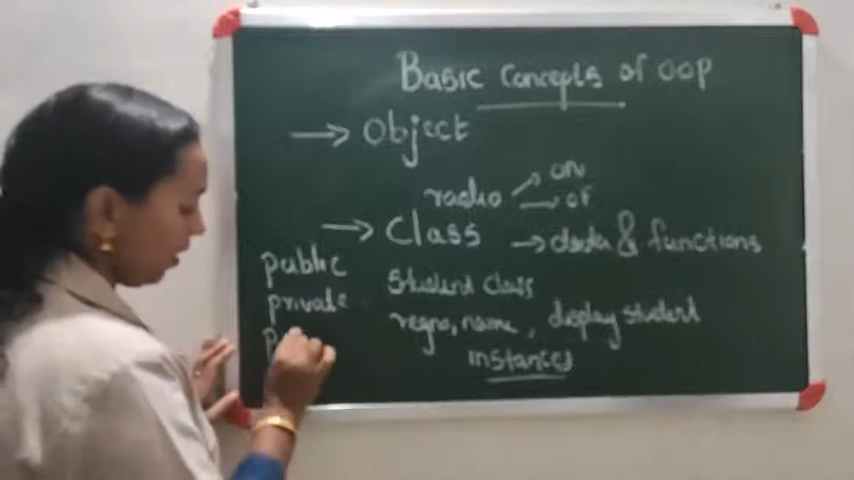 Basic Concepts of OOP
→ Object
radio → on
→ of
→ Class → data & functions
public
private
Student Class
regno, name, display student
instances